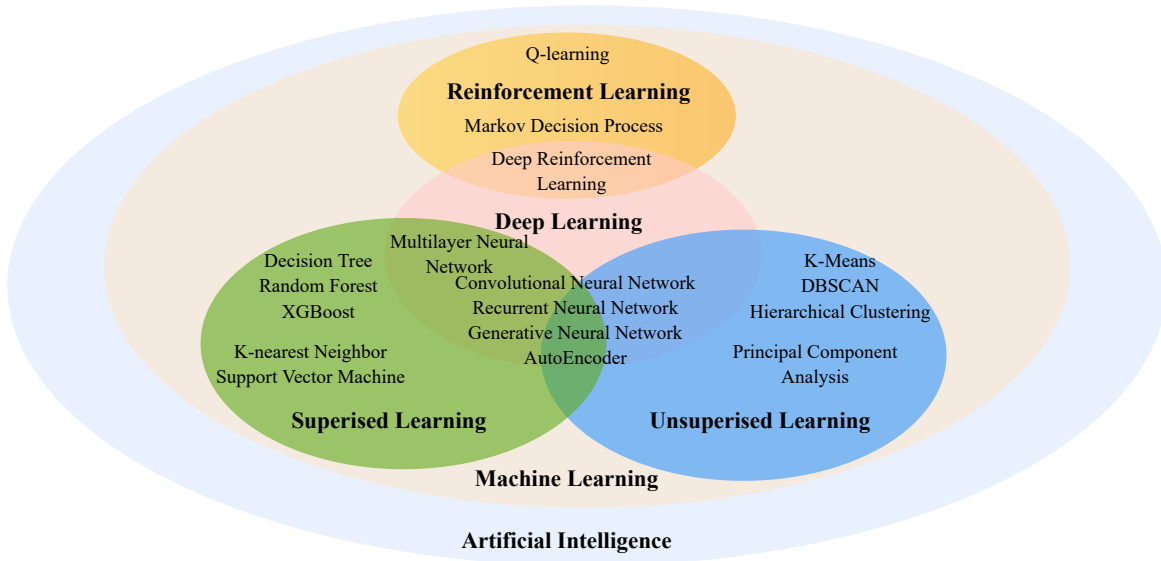 Q-learning
Reinforcement Learning
Markov Decision Process
Deep Reinforcement
Learning
Deep Learning
Multilayer Neural
Network
Decision Tree
Random Forest
XGBoost
K-nearest Neighbor
Support Vector Machine
Superised Learning
Convolutional Neural Network
Recurrent Neural Network
Generative Neural Network
AutoEncoder
K-Means
DBSCAN
Hierarchical Clustering
Principal Component
Analysis
Unsuperised Learning
Machine Learning
Artificial Intelligence